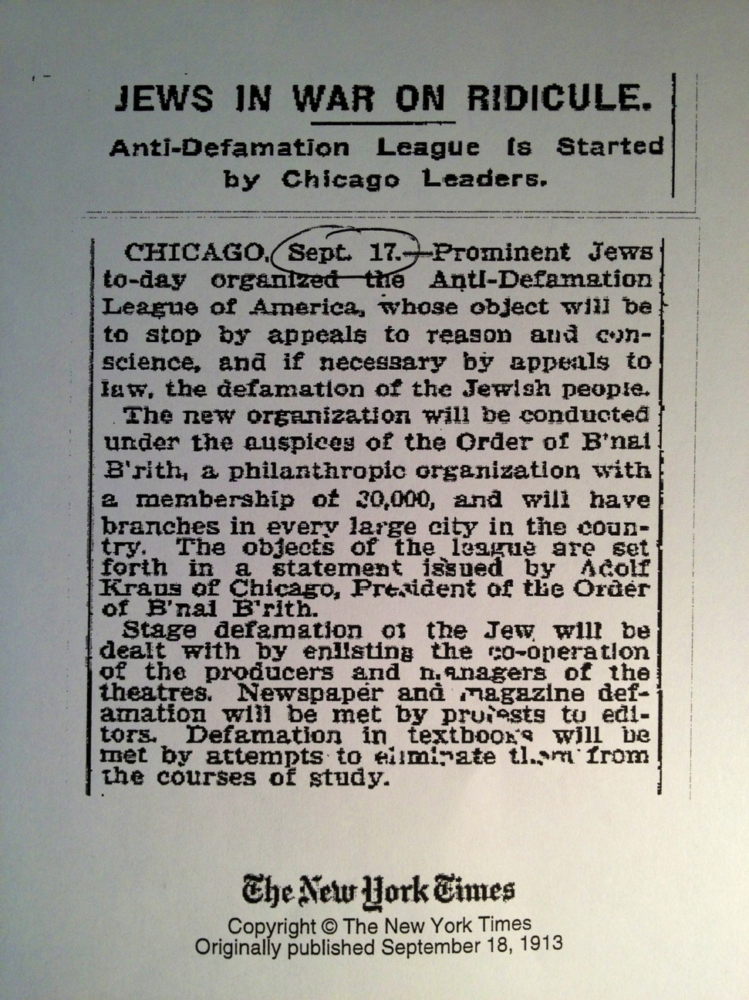 JEWS IN WAR ON RIDICULE.
Anti-Defamation League Is Started
by Chicago Leaders.
CHICAGO, Sept. 17.—Prominent Jews
to-day organized the Anti-Defamation
League of America, whose object will be
to stop by appeals to reason and con-
science, and if necessary by appeals to
law, the defamation of the Jewish people.
The new organization will be conducted
under the auspices of the Order of B'nai
B'rith, a philanthropic organization with
a membership of and will have
branches in every large city in the coun-
try. The objects of the league are set
forth in a statement issued by Adolf
Kraus of Chicago, President of the Order
of B'nai B'rith.
Stage defamation of the Jew will be
dealt with by enlisting the co-operation
of the producers and managers of the
theatres. Newspaper and magazine def-
amation will be met by protests to edi-
tors. Defamation in textbooks will be
met by attempts to eliminate them from
the courses of study.
The New York Times
Copyright © The New York Times
Originally published September 18, 1913